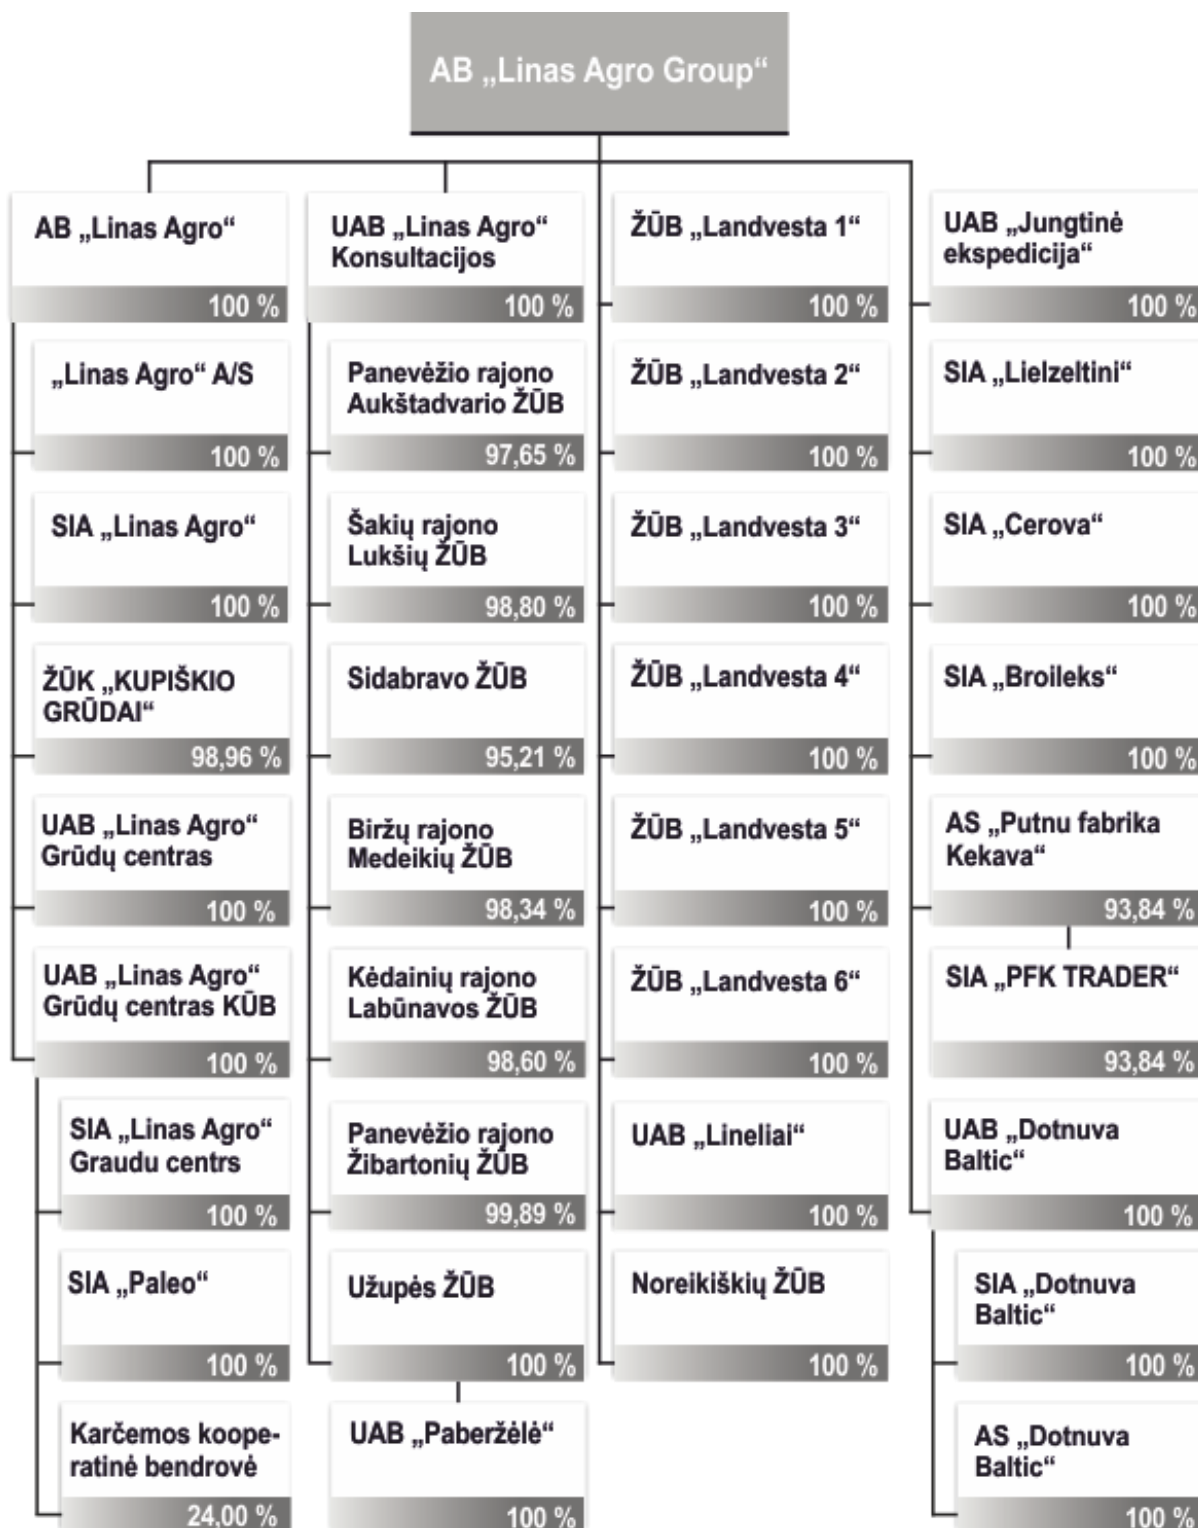 AB „Linas Agro Group“
AB „Linas Agro“
100 %
„Linas Agro“ A/S
100 %
SIA „Linas Agro“
100 %
ŽŪK „KUPIŠKIO
GRŪDAI“
98,96 %
UAB „Linas Agro“
Grūdų centras
100 %
UAB „Linas Agro“
Grūdų centras KŪB
100 %
SIA „Linas Agro“
Graudu centrs
100 %
SIA „Paleo“
100 %
Karčemos koope-
ratinė bendrovė
24,00 %
UAB „Linas Agro“
Konsultacijos
100 %
Panevėžio rajono
Aukštadvario ŽŪB
97,65 %
Šakių rajono
Lukšių ŽŪB
98,80 %
Sidabravo ŽŪB
95,21 %
Biržų rajono
Medeikių ŽŪB
98,34 %
Kėdainių rajono
Labūnavos ŽŪB
98,60 %
Panevėžio rajono
Žibartonių ŽŪB
99,89 %
Užupės ŽŪB
100 %
UAB „Paberžėlė“
100 %
ŽŪB „Landvesta 1“
100 %
ŽŪB „Landvesta 2“
100 %
ŽŪB „Landvesta 3“
100 %
ŽŪB „Landvesta 4“
100 %
ŽŪB „Landvesta 5“
100 %
ŽŪB „Landvesta 6“
100 %
UAB „Lineliai“
100 %
Noreikiškių ŽŪB
100 %
UAB „Jungtinė
ekspedicija“
100 %
SIA „Lielzeltini“
100 %
SIA „Cerova“
100 %
SIA „Broileks“
100 %
AS „Putnu fabrika
Kekava“
93,84 %
SIA „PFK TRADER“
93,84 %
UAB „Dotnuva
Baltic“
100 %
SIA „Dotnuva
Baltic“
100 %
AS „Dotnuva
Baltic“
100 %